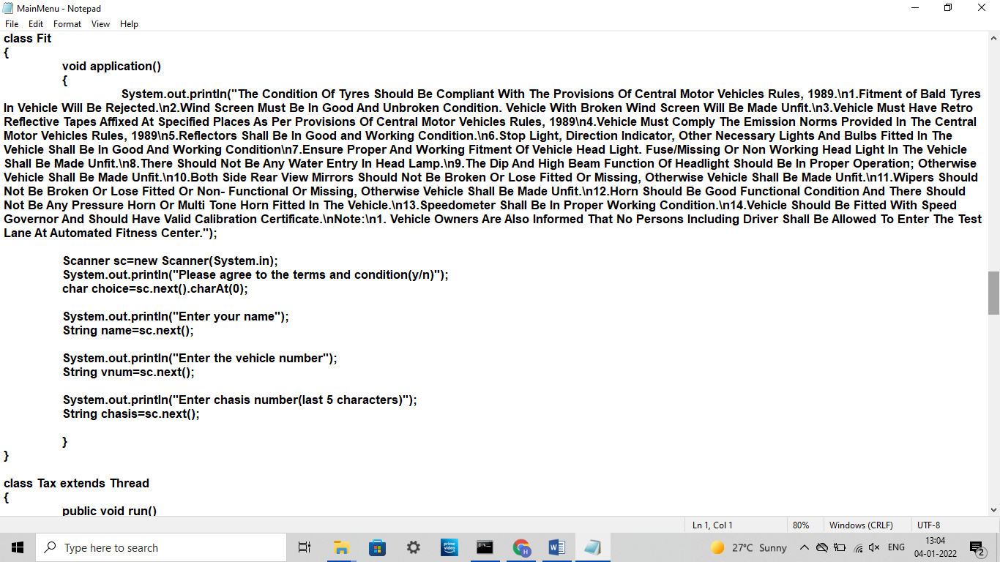 MainMenu - Notepad
File Edit Format View Help
class Fit
{
void application()
{
System.out.println("The Condition Of Tyres Should Be Compliant With The Provisions Of Central Motor Vehicles Rules, 1989.\n1.Fitment of Bald Tyres
In Vehicle Will Be Rejected.\n2.Wind Screen Must Be In Good And Unbroken Condition. Vehicle With Broken Wind Screen Will Be Made Unfit.\n3.Vehicle Must Have Retro
Reflective Tapes Affixed At Specified Places As Per Provisions Of Central Motor Vehicles Rules, 1989\n4.Vehicle Must Comply The Emission Norms Provided In The Central
Motor Vehicles Rules, 1989\n5.Reflectors Shall Be In Good and Working Condition.\n6.Stop Light, Direction Indicator, Other Necessary Lights And Bulbs Fitted In The
Vehicle Shall Be In Good And Working Condition\n7.Ensure Proper And Working Fitment Of Vehicle Head Light. Fuse/Missing Or Non Working Head Light In The Vehicle
Shall Be Made Unfit.\n8.There Should Not Be Any Water Entry In Head Lamp.\n9.The Dip And High Beam Function Of Headlight Should Be In Proper Operation; Otherwise
Vehicle Shall Be Made Unfit.\n10.Both Side Rear View Mirrors Should Not Be Broken Or Lose Fitted Or Missing, Otherwise Vehicle Shall Be Made Unfit.\n11.Wipers Should
Not Be Broken Or Lose Fitted Or Non- Functional Or Missing, Otherwise Vehicle Shall Be Made Unfit.\n12.Horn Should Be Good Functional Condition And There Should
Not Be Any Pressure Horn Or Multi Tone Horn Fitted In The Vehicle.\n13.Speedometer Shall Be In Proper Working Condition.\n14.Vehicle Should Be Fitted With Speed
Governor And Should Have Valid Calibration Certificate.\nNote:\n1. Vehicle Owners Are Also Informed That No Persons Including Driver Shall Be Allowed To Enter The Test
Lane At Automated Fitness Center.");
Scanner sc=new Scanner(System.in);
System.out.println("Please agree to the terms and condition(y/n)");
char choice=sc.next().charAt(0);
System.out.println("Enter your name");
String name=sc.next();
System.out.println("Enter the vehicle number");
String vnum=sc.next();
System.out.println("Enter chasis number(last 5 characters)");
String chasis=sc.next();
}
}
class Tax extends Thread
{
public void run()
Ln 1, Col 1 80% Windows (CRLF) UTF-8
Type here to search
prime video
H
W
27°C Sunny
ENG
13:04
04-01-2022
2